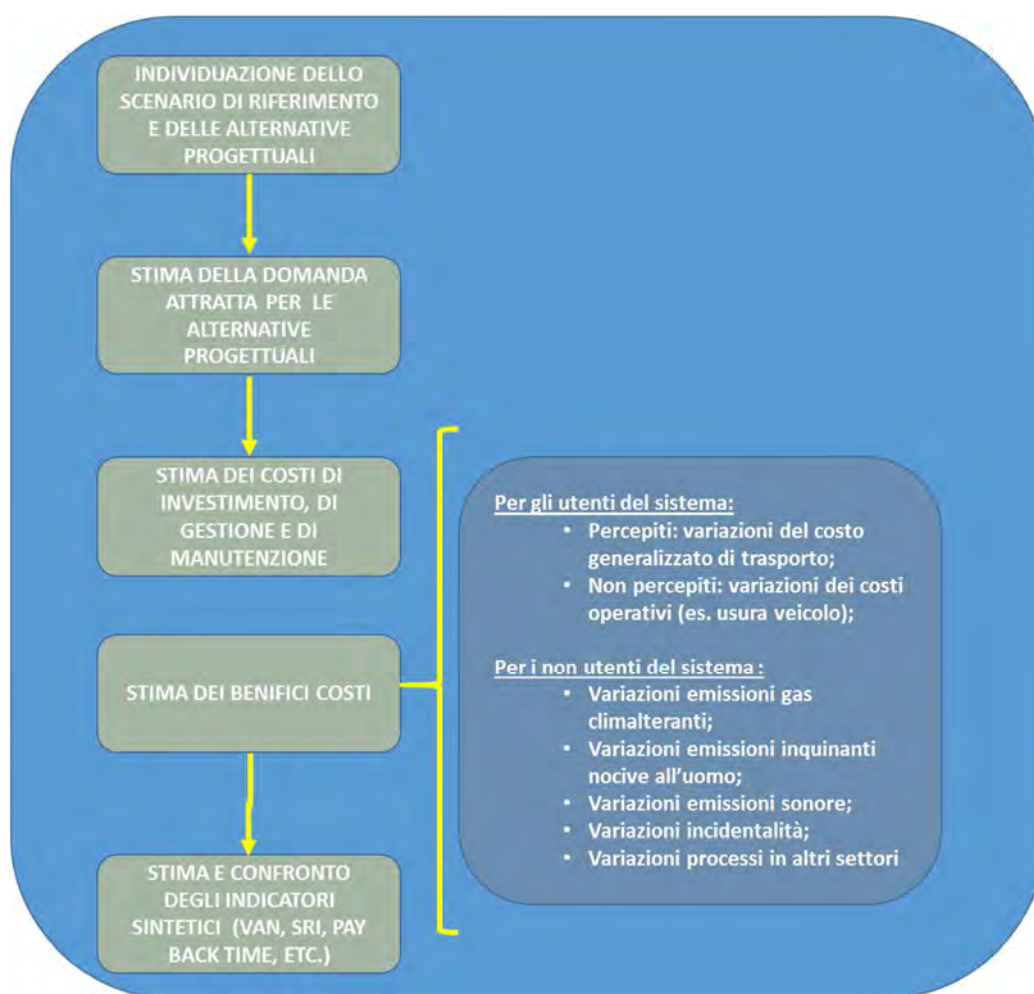 INDIVIDUAZIONE DELLO
SCENARIO DI RIFERIMENTO
E DELLE ALTERNATIVE
PROGETTUALI
STIMA DELLA DOMANDA
ATTRATTA PER LE
ALTERNATIVE
PROGETTUALI
STIMA DEI COSTI DI
INVESTIMENTO, DI
GESTIONE E DI
MANUTENZIONE
STIMA DEI BENIFICI COSTI
Per gli utenti del sistema:
• Percepiti: variazioni del costo
generalizzato di trasporto;
• Non percepiti: variazioni dei costi
operativi (es. usura veicolo);
Per i non utenti del sistema :
• Variazioni emissioni gas
climalteranti;
• Variazioni emissioni inquinanti
nocive all'uomo;
• Variazioni emissioni sonore;
• Variazioni incidentalità;
• Variazioni processi in altri settori
STIMA E CONFRONTO
DEGLI INDICATORI
SINTETICI (VAN, SRI, PAY
BACK TIME, ETC.)